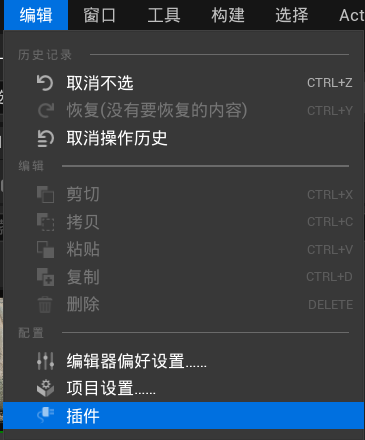 编辑 窗口 工具 构建 选择 Act
历史记录
取消不选 CTRL+Z
恢复(没有要恢复的内容) CTRL+Y
取消操作历史
编辑
剪切 CTRL+X
拷贝 CTRL+C
粘贴 CTRL+V
复制 CTRL+D
删除 DELETE
配置
编辑器偏好设置……
项目设置……
插件